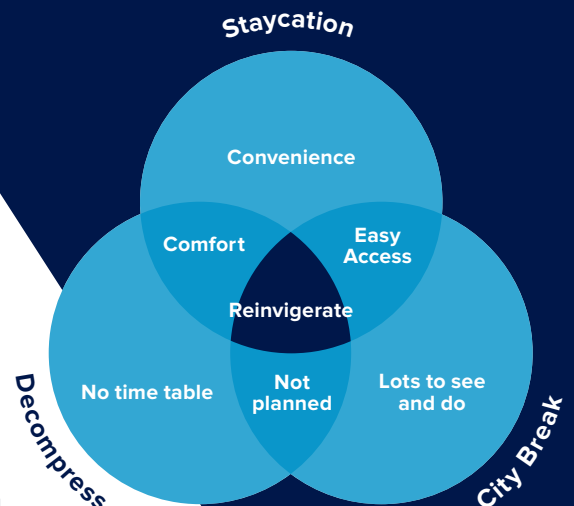 Staycation
Convenience
Comfort
Easy
Access
Reinvigerate
No time table
Not
planned
Lots to see
and do
Decompress
City Break